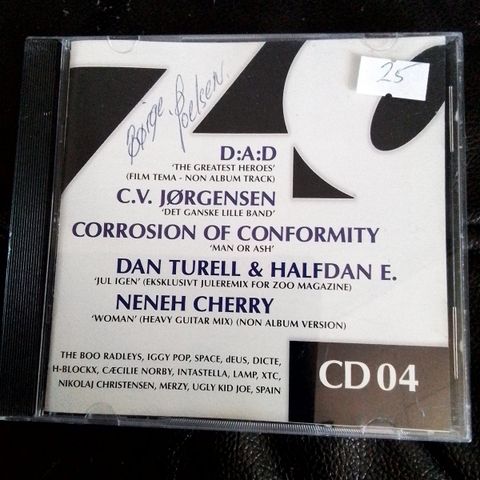 ZO
Børge Poelsen.
25
D:A:D
'THE GREATEST HEROES'
(FILM TEMA - NON ALBUM TRACK)
C.V. JØRGENSEN
'DET GANSKE LILLE BAND'
CORROSION OF CONFORMITY
'MAN OR ASH'
DAN TURELL & HALFDAN E.
'JUL IGEN' (EKSKLUSIVT JULEREMIX FOR ZOO MAGAZINE)
NENEH CHERRY
'WOMAN' (HEAVY GUITAR MIX) (NON ALBUM VERSION)
THE BOO RADLEYS, IGGY POP, SPACE, dEUS, DICTE,
H-BLOCKX, CÆCILIE NORBY, INTASTELLA, LAMP, XTC,
NIKOLAJ CHRISTENSEN, MERZY, UGLY KID JOE, SPAIN
CD 04